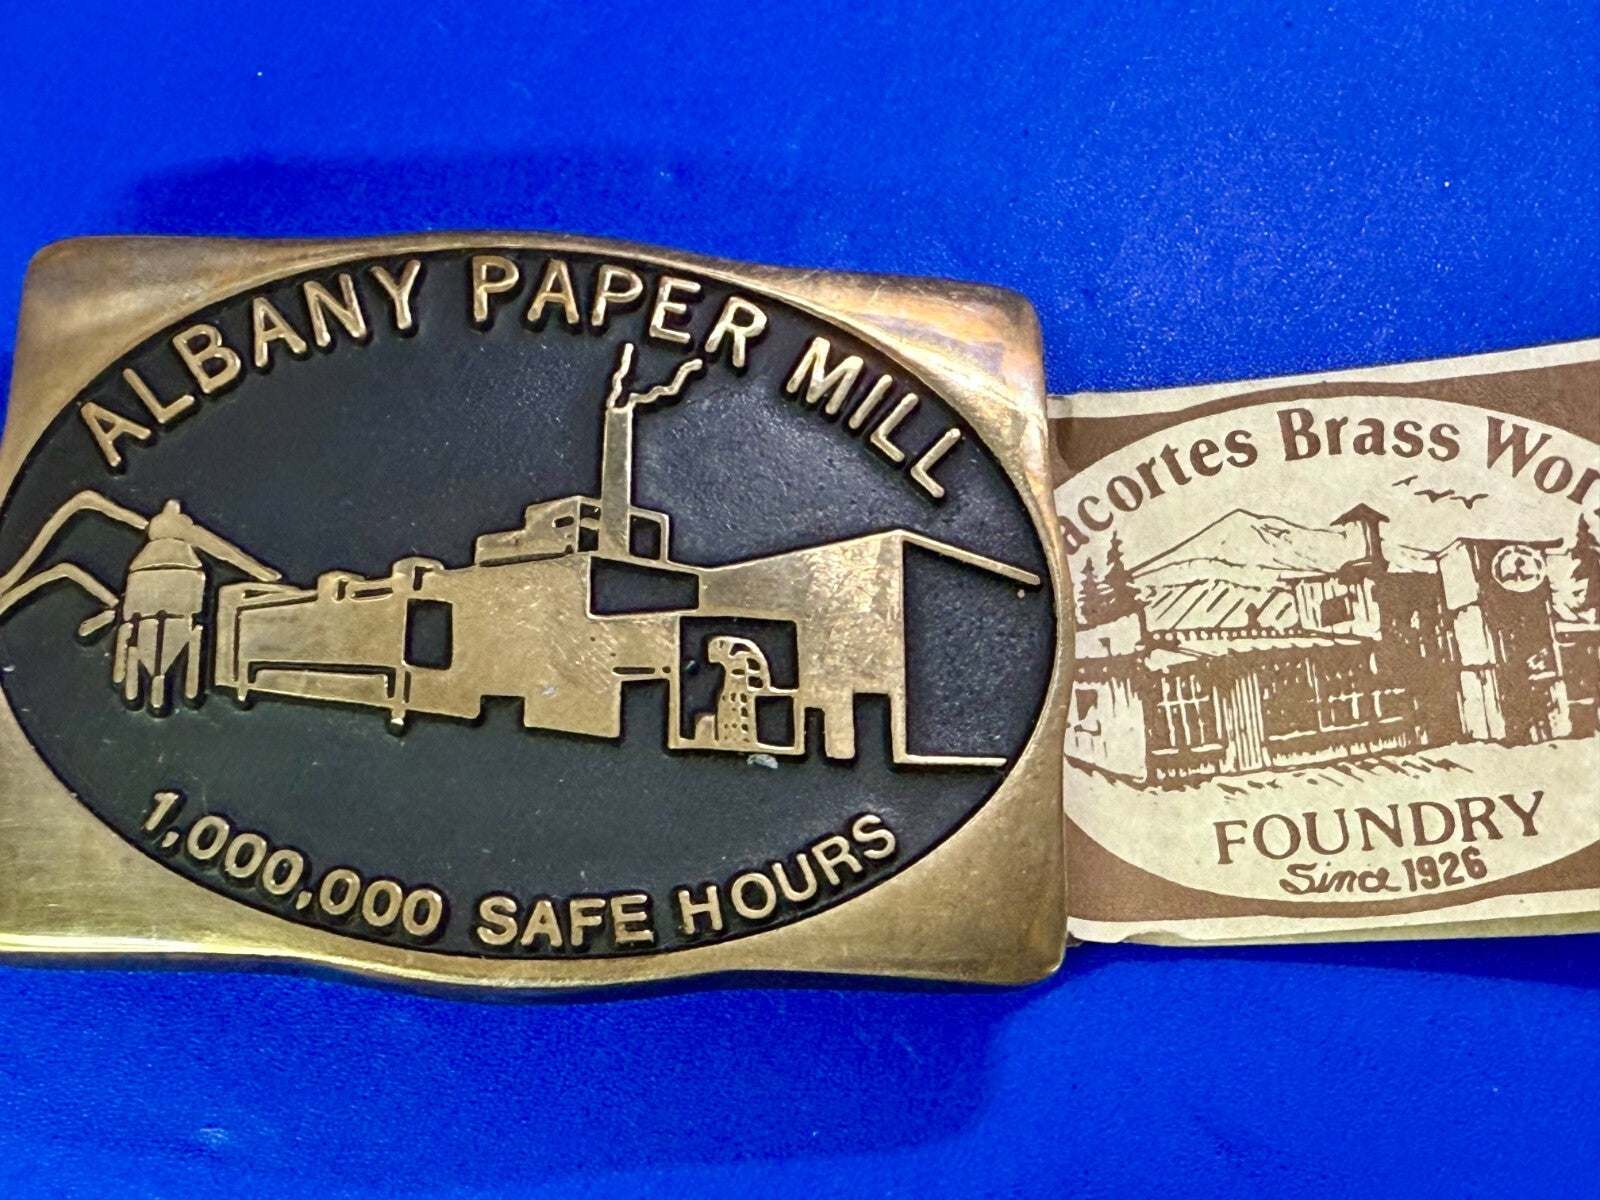 ALBANY PAPER MILL
1,000,000 SAFE HOURS
acortes Brass Wor
FOUNDRY
Since 1926